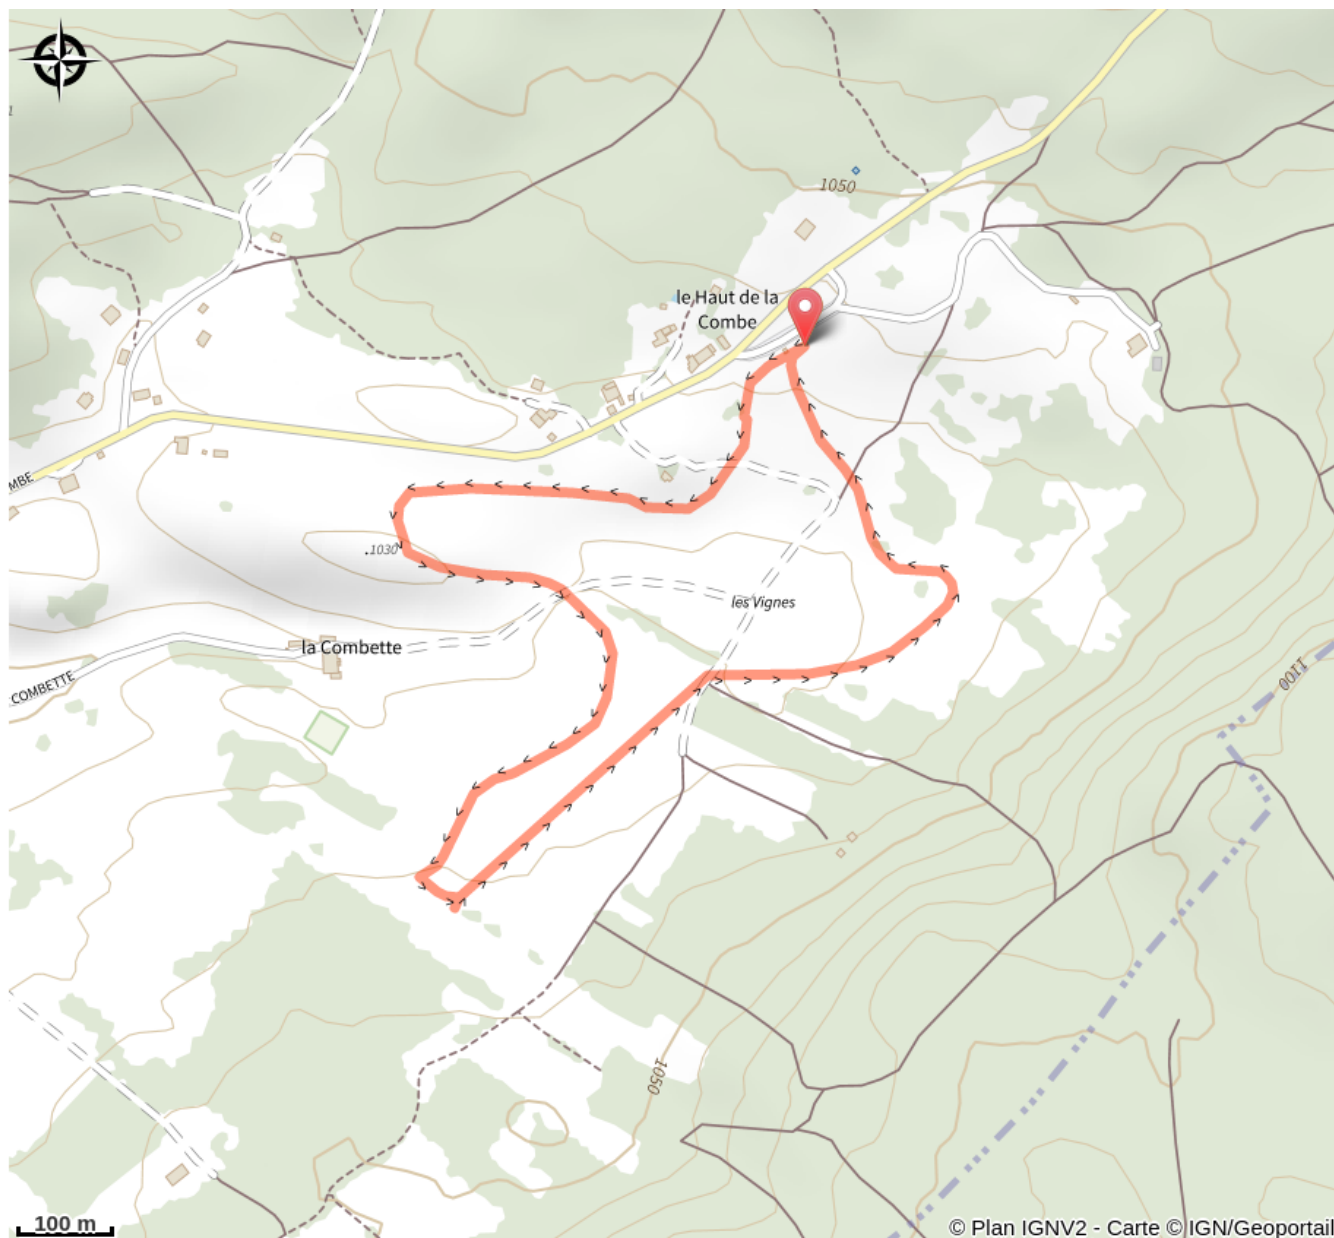 1050
le Haut de la
Combe
MBE
.1030
les Vignes
la Combette
COMBETTE
1100
1050
100 m
© Plan IGNV2 - Carte © IGN/Geoportail